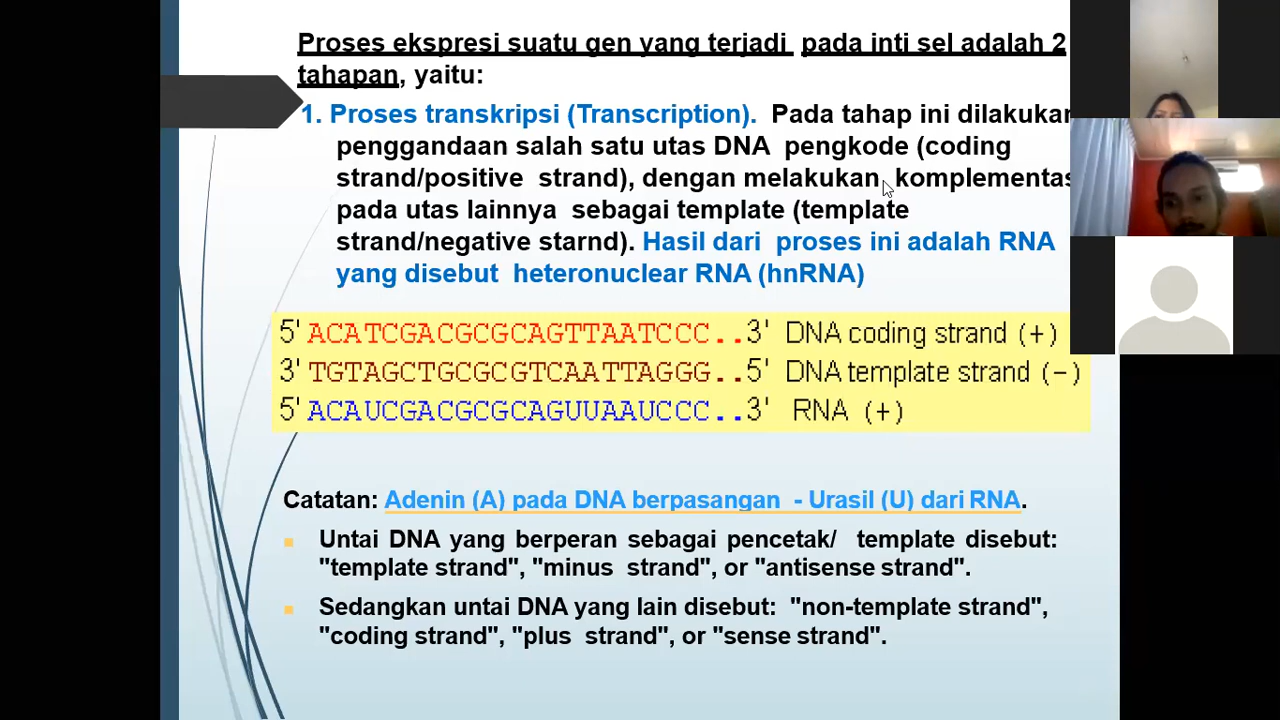 Proses ekspresi suatu gen yang terjadi pada inti sel adalah 2
tahapan, yaitu:
1. Proses transkripsi (Transcription). Pada tahap ini dilakukan
penggandaan salah satu utas DNA pengkode (coding
strand/positive strand), dengan melakukan komplementas
pada utas lainnya sebagai template (template
strand/negative starnd). Hasil dari proses ini adalah RNA
yang disebut heteronuclear RNA (hnRNA)
5' ACATCGACGCGCAGTTAATCCC..3' DNA coding strand (+)
3' TGTAGCTGCGCGTCAATTAGGG..5' DNA template strand (−)
5' ACAUCGACGCGCAGUUAAUCCC..3' RNA (+)
Catatan: Adenin (A) pada DNA berpasangan - Urasil (U) dari RNA.
Untai DNA yang berperan sebagai pencetak/ template disebut:
"template strand", "minus strand", or "antisense strand".
Sedangkan untai DNA yang lain disebut: "non-template strand",
"coding strand", "plus strand", or "sense strand".